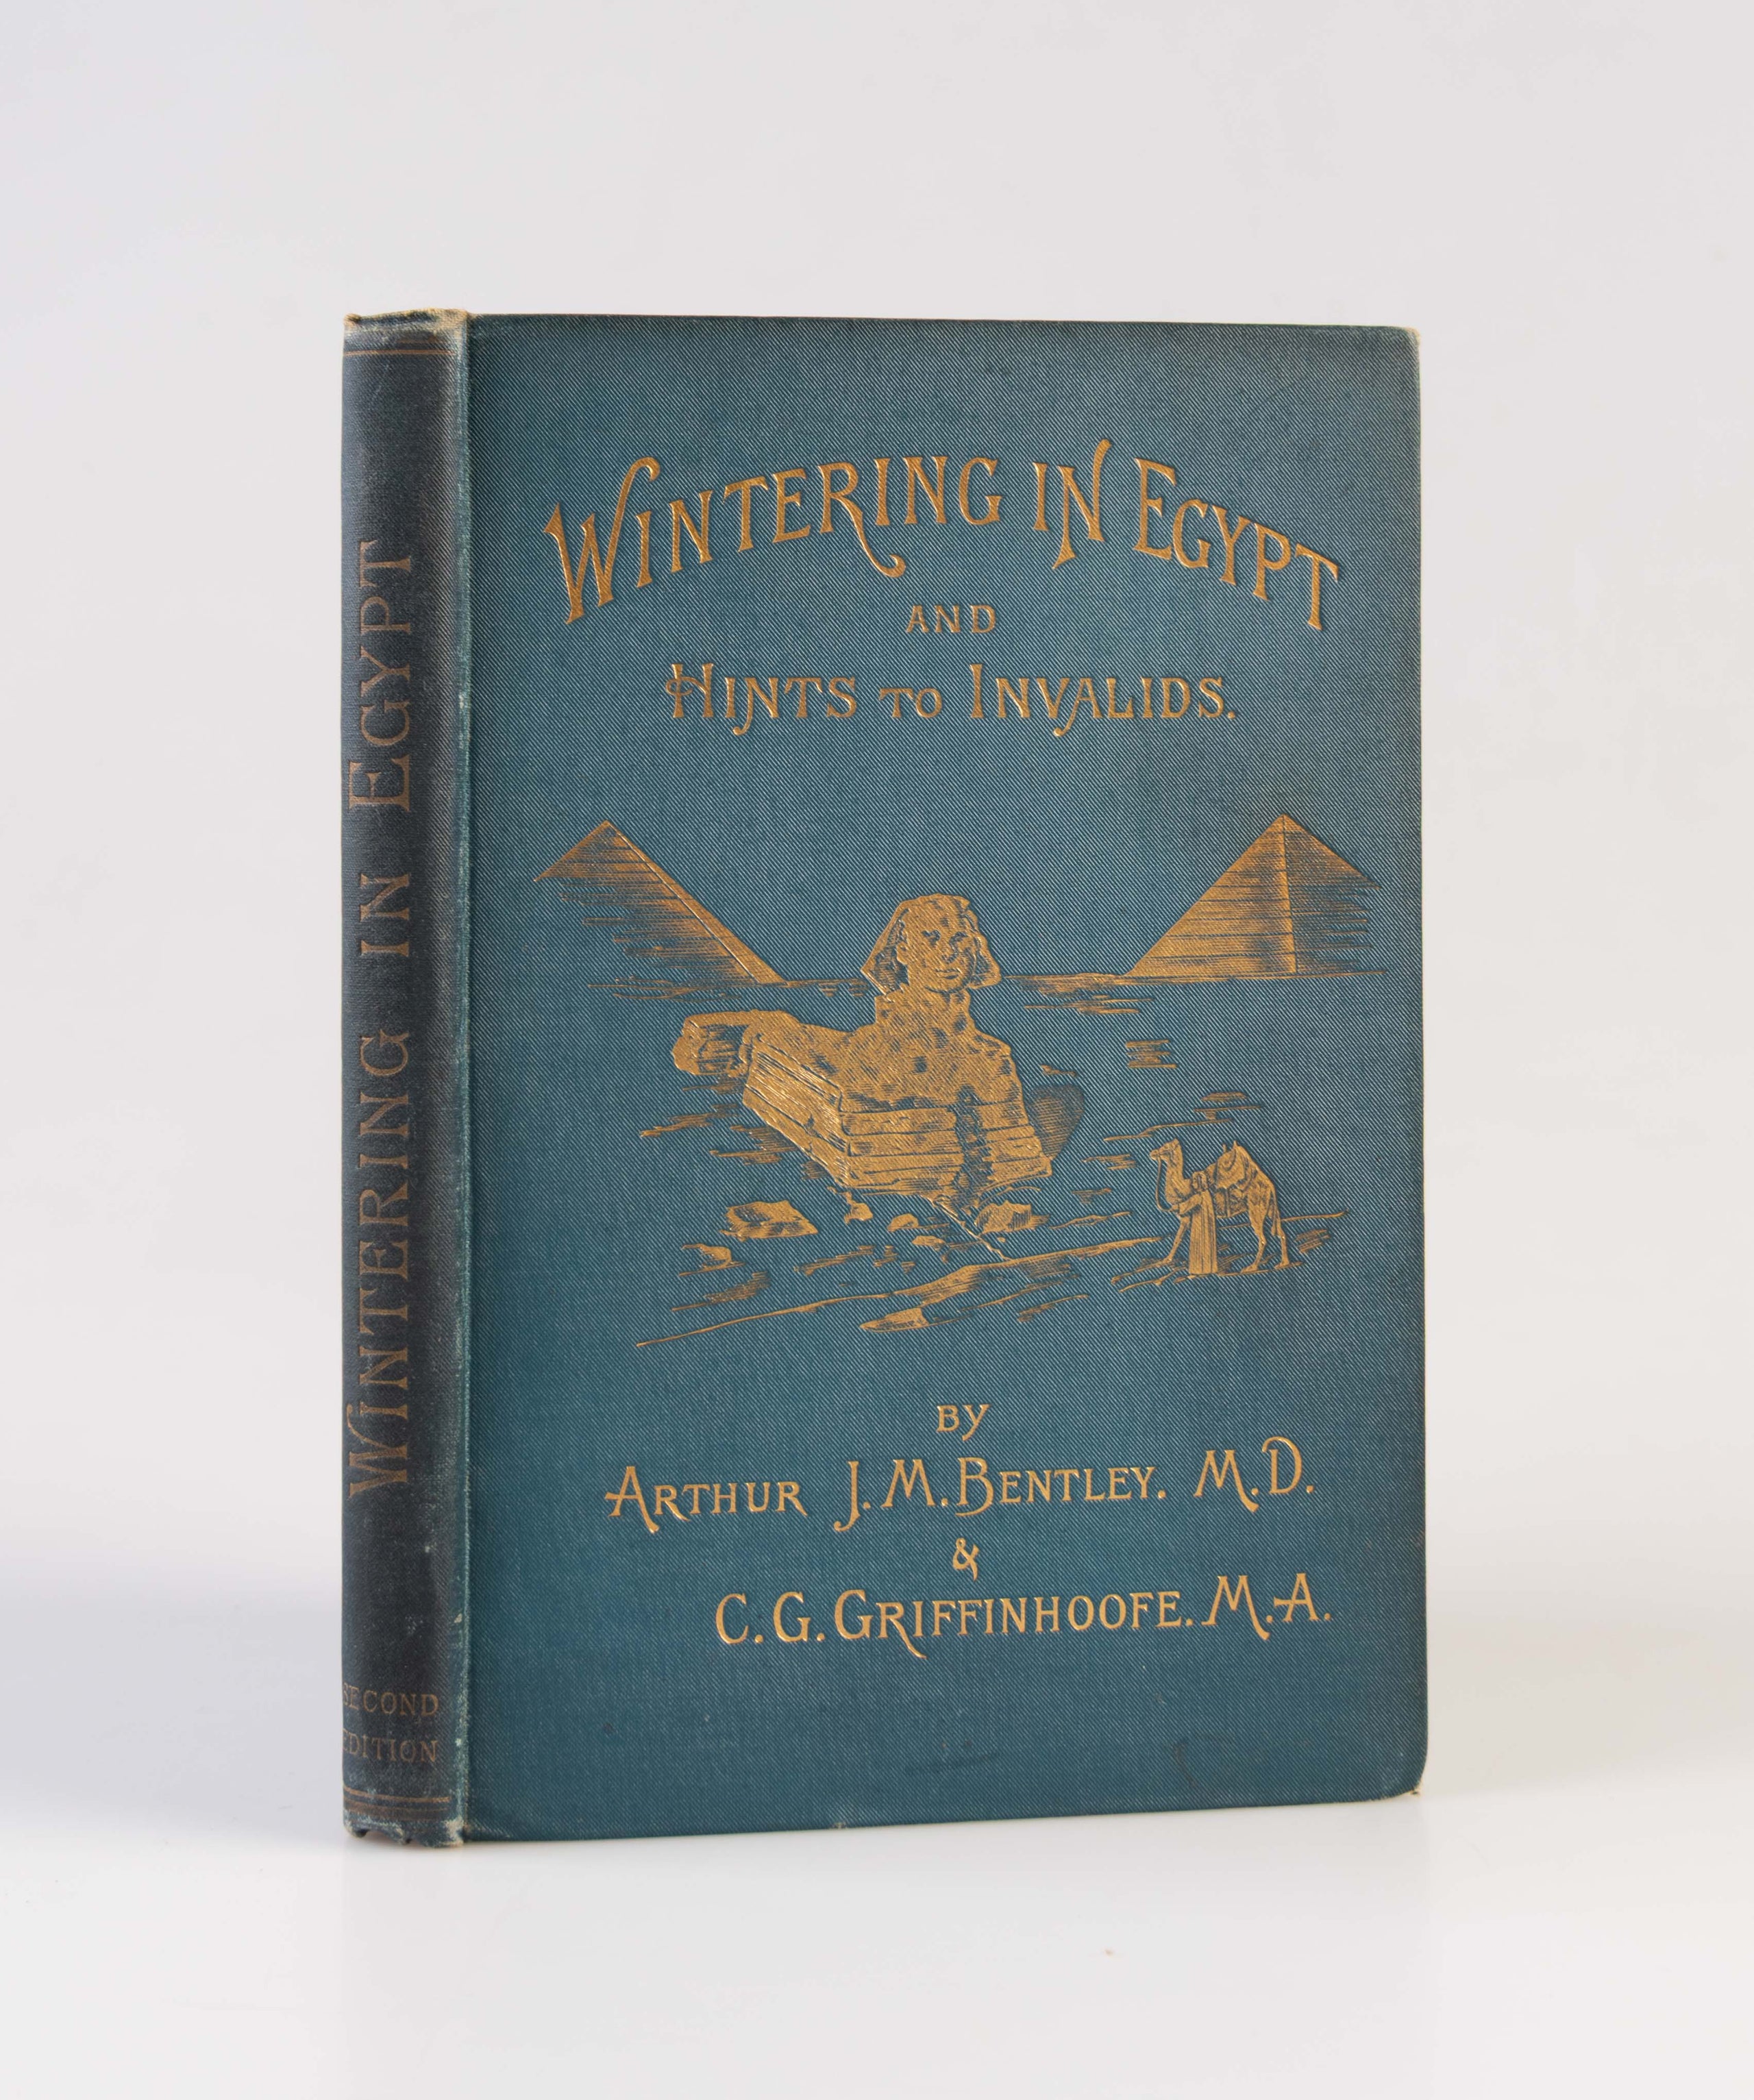 WINTERING IN EGYPT
AND
HINTS TO INVALIDS.
BY
ARTHUR J. M. BENTLEY. M.D.
&
C. G. GRIFFINHOOFE. M.A.
WINTERING IN EGYPT
SECOND
EDITION